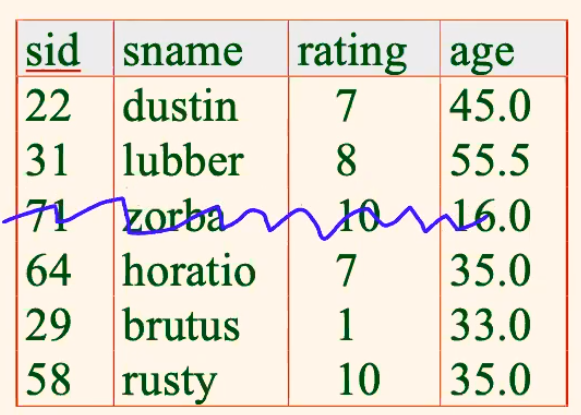 sid sname rating age
22 dustin 7 45.0
31 lubber 8 55.5
71 zorba 10 16.0
64 horatio 7 35.0
29 brutus 1 33.0
58 rusty 10 35.0